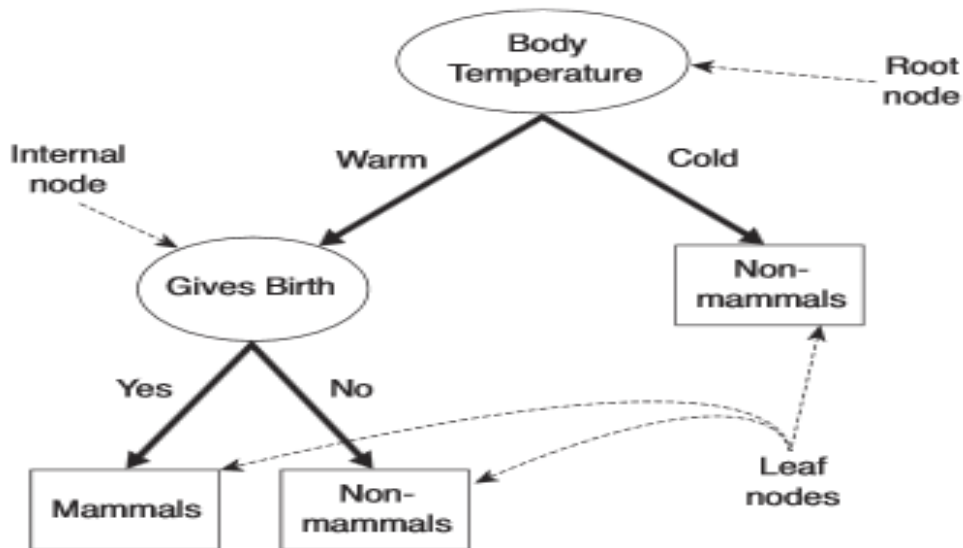 Body
Temperature
Root
node
Internal
node
Warm
Cold
Gives Birth
Non-
mammals
Yes
No
Mammals
Non-
mammals
Leaf
nodes